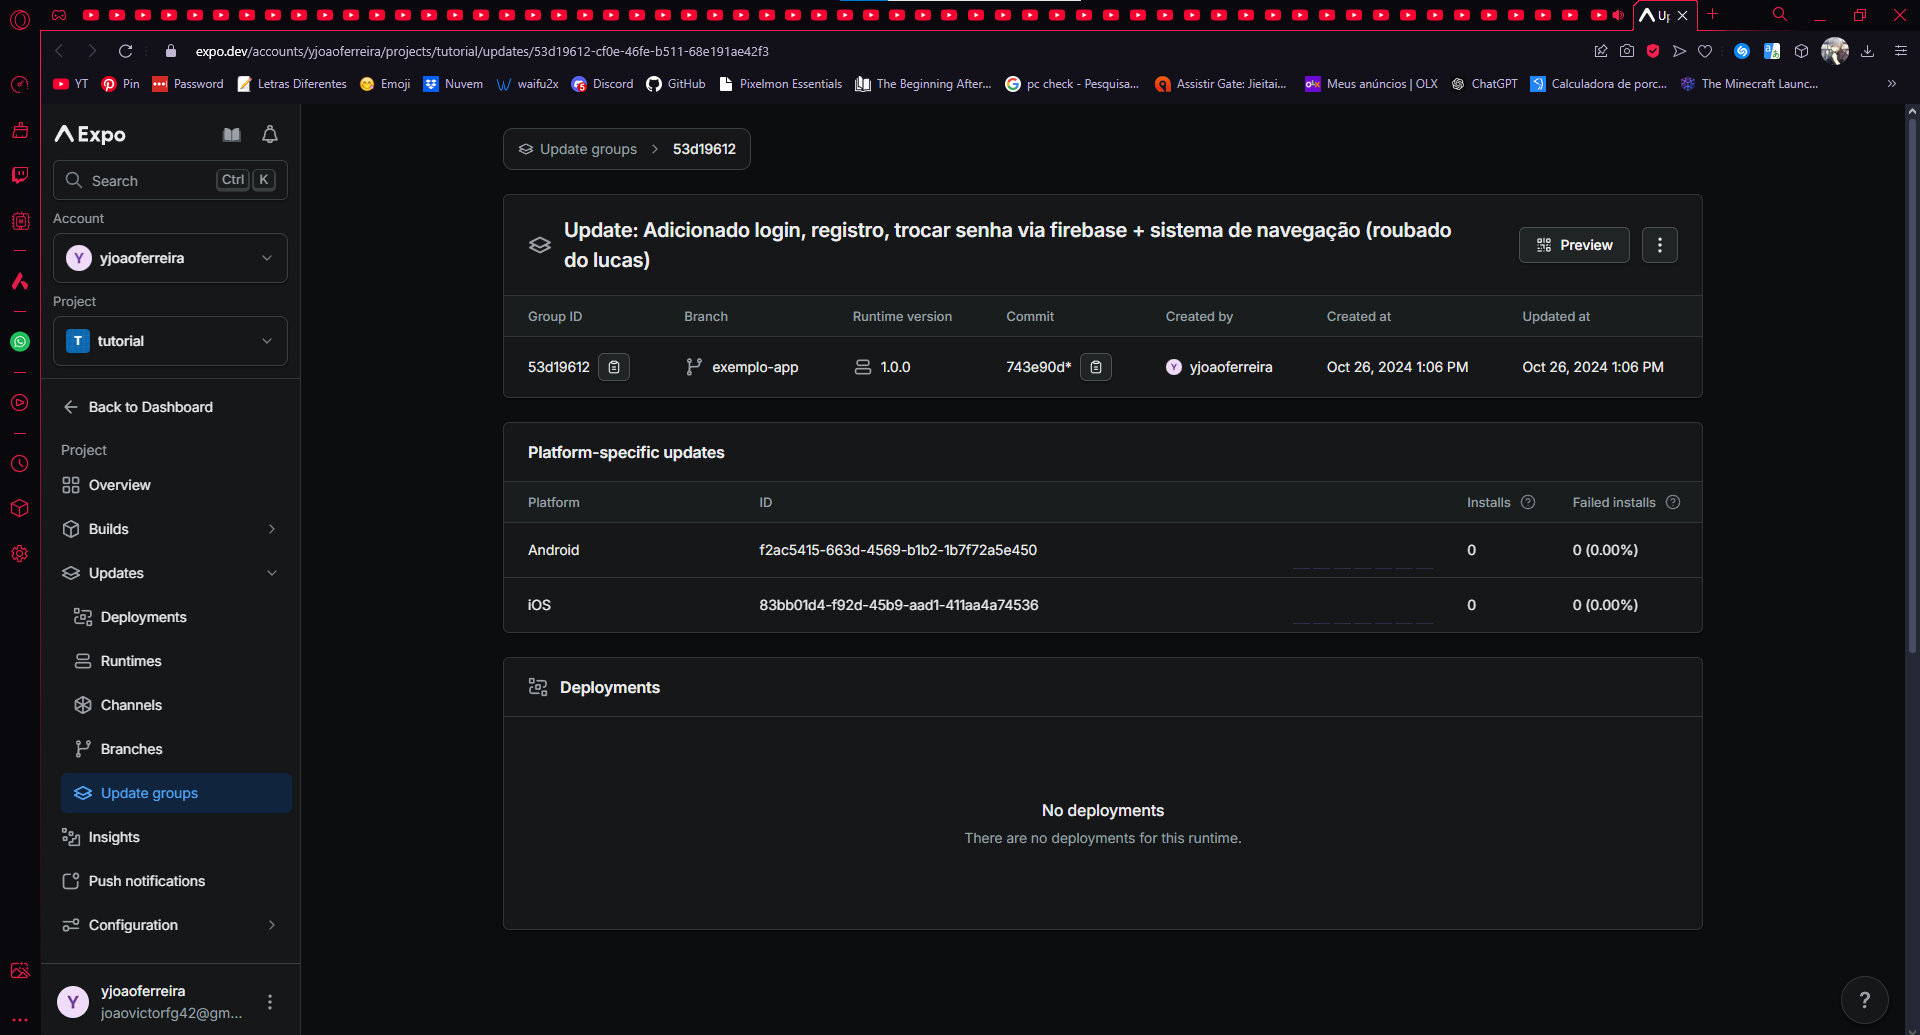 Up
expo.dev/accounts/yjoaoferreira/projects/tutorial/updates/53d19612-cf0e-46fe-b511-68e191ae42f3
YT Pin Password Letras Diferentes Emoji Nuvem waifu2x Discord GitHub Pixelmon Essentials The Beginning After... pc check - Pesquisa... Assistir Gate: Jieitai... Meus anúncios | OLX ChatGPT Calculadora de porc... The Minecraft Launc...
Expo
Search Ctrl K
Account
Y yjoaoferreira
Project
T tutorial
Back to Dashboard
Project
Overview
Builds
Updates
Deployments
Runtimes
Channels
Branches
Update groups
Insights
Push notifications
Configuration
Y yjoaoferreira
joaovictorfg42@gm...
Update groups > 53d19612
Update: Adicionado login, registro, trocar senha via firebase + sistema de navegação (roubado
do lucas)
Preview
Group ID Branch Runtime version Commit Created by Created at Updated at
53d19612 exemplo-app 1.0.0 743e90d* Y yjoaoferreira Oct 26, 2024 1:06 PM Oct 26, 2024 1:06 PM
Platform-specific updates
Platform ID Installs ? Failed installs ?
Android f2ac5415-663d-4569-b1b2-1b7f72a5e450 0 0 (0.00%)
iOS 83bb01d4-f92d-45b9-aad1-411aa4a74536 0 0 (0.00%)
Deployments
No deployments
There are no deployments for this runtime.
?